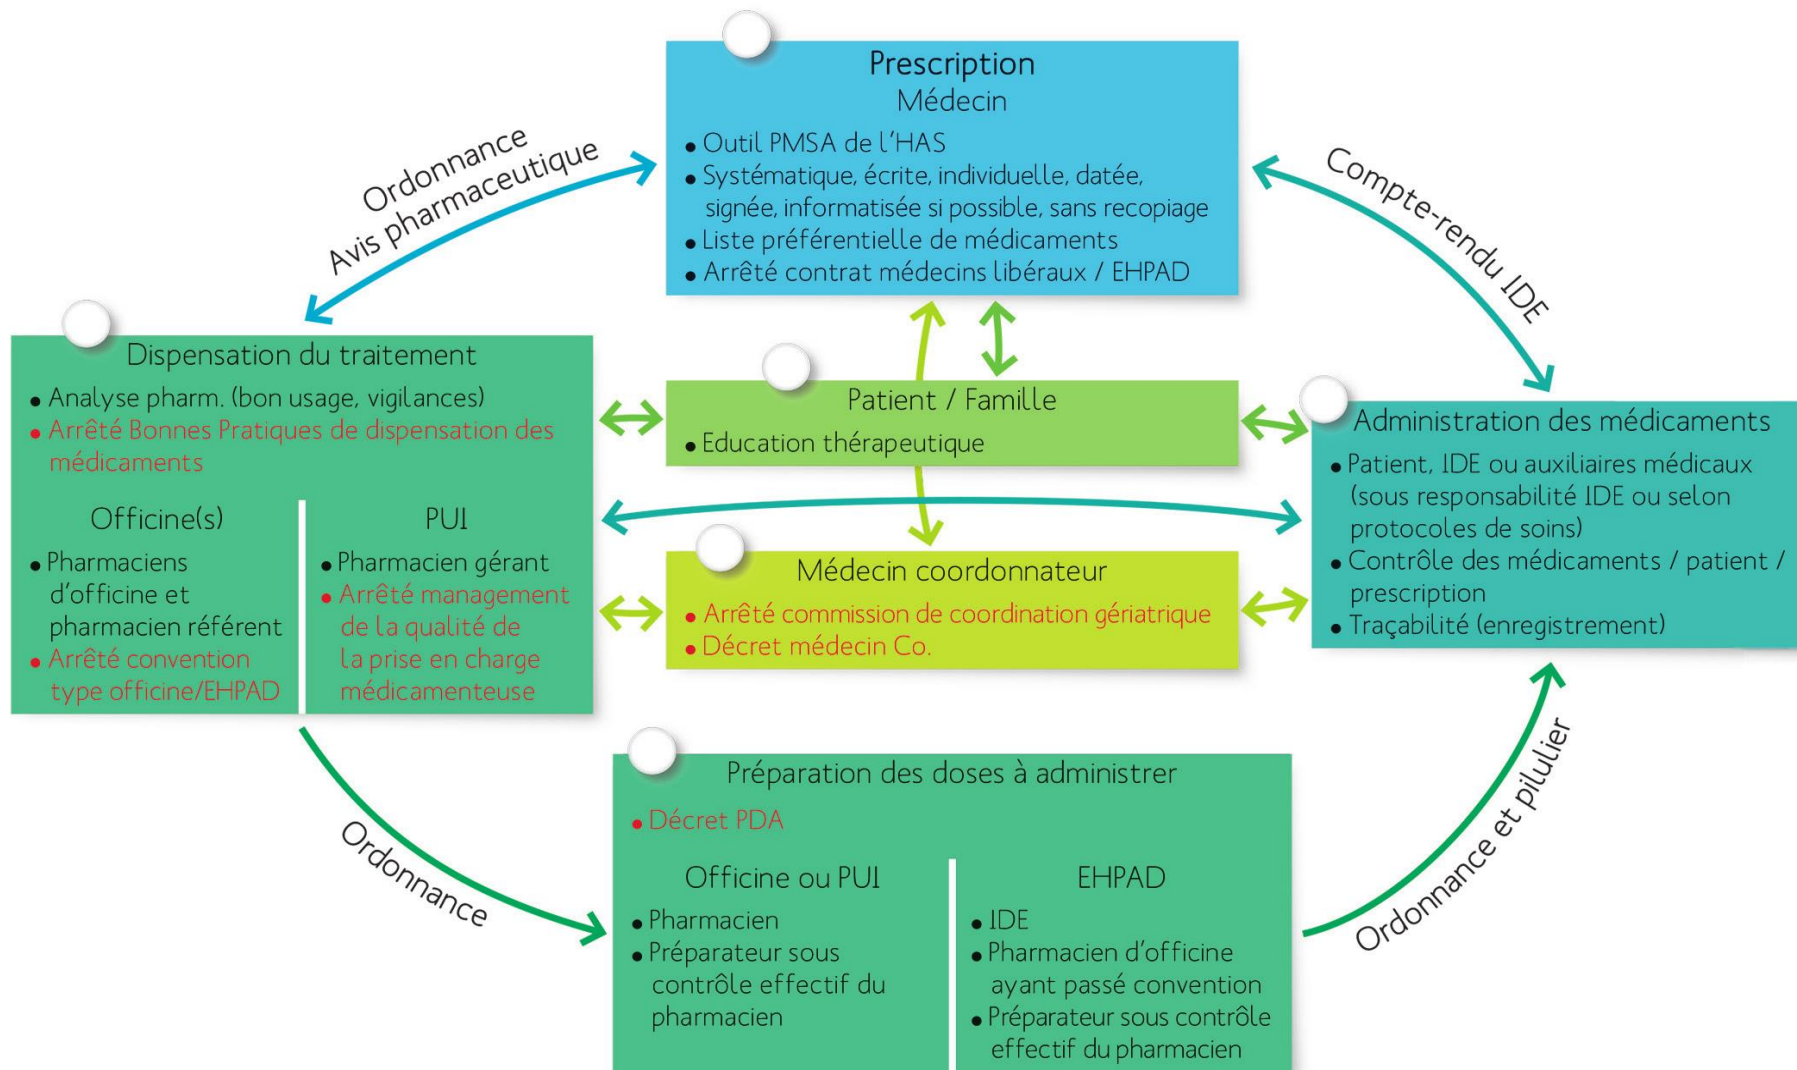 Prescription
Médecin
• Outil PMSA de l'HAS
• Systématique, écrite, individuelle, datée,
signée, informatisée si possible, sans recopiage
• Liste préférentielle de médicaments
• Arrêté contrat médecins libéraux / EHPAD
Ordonnance
Avis pharmaceutique
Compte-rendu IDE
Dispensation du traitement
• Analyse pharm. (bon usage, vigilances)
• Arrêté Bonnes Pratiques de dispensation des
médicaments
Officine(s)
• Pharmaciens
d'officine et
pharmacien référent
• Arrêté convention
type officine/EHPAD
PUI
• Pharmacien gérant
• Arrêté management
de la qualité de
la prise en charge
médicamenteuse
Patient / Famille
• Education thérapeutique
Médecin coordonnateur
• Arrêté commission de coordination gériatrique
• Décret médecin Co.
Administration des médicaments
• Patient, IDE ou auxiliaires médicaux
(sous responsabilité IDE ou selon
protocoles de soins)
• Contrôle des médicaments / patient /
prescription
• Traçabilité (enregistrement)
Ordonnance
Préparation des doses à administrer
• Décret PDA
Officine ou PUI
• Pharmacien
• Préparateur sous
contrôle effectif du
pharmacien
EHPAD
• IDE
• Pharmacien d'officine
ayant passé convention
• Préparateur sous contrôle
effectif du pharmacien
Ordonnance et pilulier